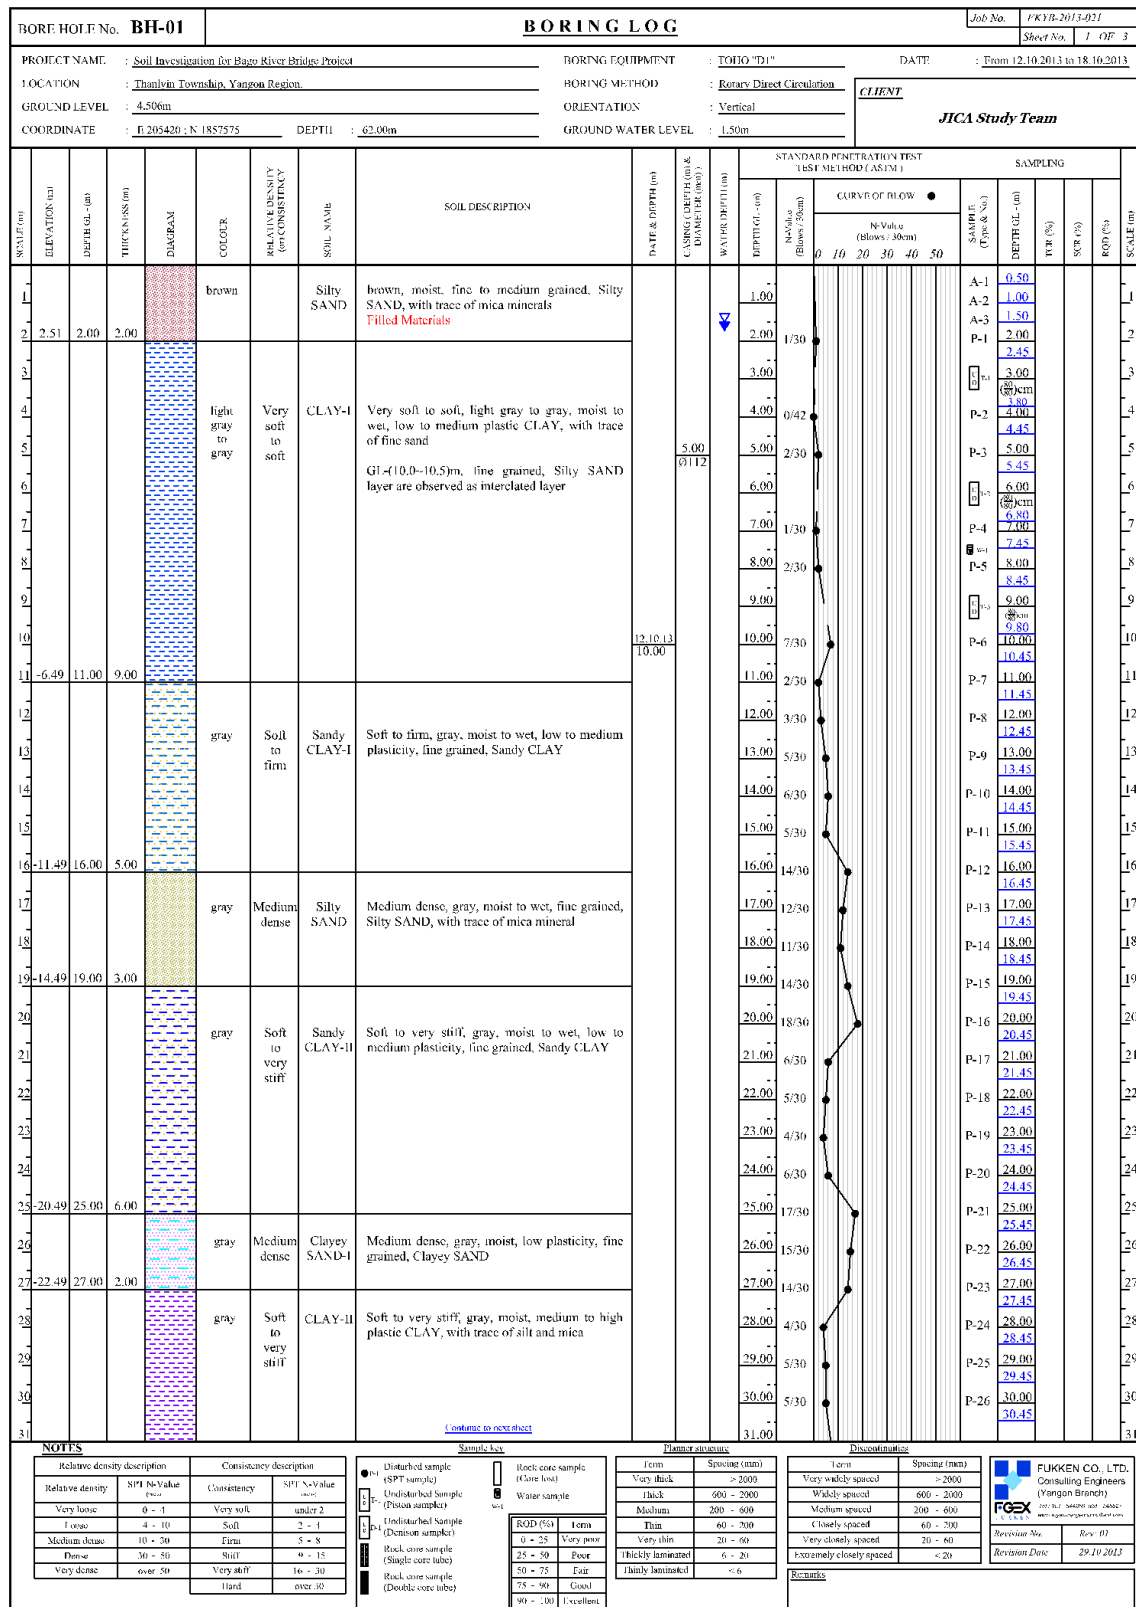 BORE HOLE No. BH-01
BORING LOG
Job No. FKYB-2013-021
Sheet No. 1 OF 3
PROJECT NAME : Soil Investigation for Bago River Bridge Project
BORING EQUIPMENT : TOHO "D1"
DATE : From 12.10.2013 to 18.10.2013
LOCATION : Thanlyin Township, Yangon Region.
BORING METHOD : Rotary Direct Circulation
CLIENT
GROUND LEVEL : 4.506m
ORIENTATION : Vertical
JICA Study Team
COORDINATE : E 205420 ; N 1857575 DEPTH : 62.00m
GROUND WATER LEVEL : 1.50m
SCALE (m)
ELEVATION (m)
DEPTH GL - (m)
THICKNESS (m)
DIAGRAM
COLOUR
RELATIVE DENSITY (or) CONSISTENCY
SOIL NAME
SOIL DESCRIPTION
DATE & DEPTH (m)
CASING ( DEPTH (m) & DIAMETER (mm) )
WATER DEPTH (m)
STANDARD PENETRATION TEST
TEST METHOD ( ASTM )
DEPTH GL - (m)
N-Value (Blows / 30cm)
CURVE OF BLOW
N-Value
(Blows / 30cm)
0 10 20 30 40 50
SAMPLING
SAMPLE (Type & No.)
DEPTH GL - (m)
TCR (%)
SCR (%)
RQD (%)
SCALE (m)
2 2.51 2.00 2.00
brown
Silty SAND
brown, moist, fine to medium grained, Silty
SAND, with trace of mica minerals
Filled Materials
11 -6.49 11.00 9.00
light gray to gray
Very soft to soft
CLAY-I
Very soft to soft, light gray to gray, moist to
wet, low to medium plastic CLAY, with trace
of fine sand
GL-(10.0~10.5)m, fine grained, Silty SAND
layer are observed as interclated layer
5.00
Ø112
12.10.13
10.00
16 -11.49 16.00 5.00
gray
Soft to firm
Sandy CLAY-I
Soft to firm, gray, moist to wet, low to medium
plasticity, fine grained, Sandy CLAY
19 -14.49 19.00 3.00
gray
Medium dense
Silty SAND
Medium dense, gray, moist to wet, fine grained,
Silty SAND, with trace of mica mineral
25 -20.49 25.00 6.00
gray
Soft to very stiff
Sandy CLAY-II
Soft to very stiff, gray, moist to wet, low to
medium plasticity, fine grained, Sandy CLAY
27 -22.49 27.00 2.00
gray
Medium dense
Clayey SAND-I
Medium dense, gray, moist, low plasticity, fine
grained, Clayey SAND
gray
Soft to very stiff
CLAY-II
Soft to very stiff, gray, moist, medium to high
plastic CLAY, with trace of silt and mica
Continue to next sheet
A-1 0.50
1.00 A-2 1.00
A-3 1.50
2.00 1/30 P-1 2.00 2.45
3.00 T-1 3.00 cm 3.80
4.00 0/42 P-2 4.00 4.45
5.00 2/30 P-3 5.00 5.45
6.00 T-2 6.00 cm 6.80
7.00 1/30 P-4 7.00 7.45
W-1
8.00 2/30 P-5 8.00 8.45
9.00 T-3 9.00 cm 9.80
10.00 7/30 P-6 10.00 10.45
11.00 2/30 P-7 11.00 11.45
12.00 3/30 P-8 12.00 12.45
13.00 5/30 P-9 13.00 13.45
14.00 6/30 P-10 14.00 14.45
15.00 5/30 P-11 15.00 15.45
16.00 14/30 P-12 16.00 16.45
17.00 12/30 P-13 17.00 17.45
18.00 11/30 P-14 18.00 18.45
19.00 14/30 P-15 19.00 19.45
20.00 18/30 P-16 20.00 20.45
21.00 6/30 P-17 21.00 21.45
22.00 5/30 P-18 22.00 22.45
23.00 4/30 P-19 23.00 23.45
24.00 6/30 P-20 24.00 24.45
25.00 17/30 P-21 25.00 25.45
26.00 15/30 P-22 26.00 26.45
27.00 14/30 P-23 27.00 27.45
28.00 4/30 P-24 28.00 28.45
29.00 5/30 P-25 29.00 29.45
30.00 5/30 P-26 30.00 30.45
31.00
NOTES
Relative density description
Consistency description
Relative density SPT N-Value
Consistency SPT N-Value
Very loose 0 - 4 Very soft under 2
Loose 4 - 10 Soft 2 - 4
Medium dense 10 - 30 Firm 5 - 8
Dense 30 - 50 Stiff 9 - 15
Very dense over 50 Very stiff 16 - 30
Hard over 30
Sample key
Disturbed sample
(SPT sample)
Undisturbed Sample
(Piston sampler)
Undisturbed Sample
(Denison sampler)
Rock core sample
(Single core tube)
Rock core sample
(Double core tube)
Rock core sample
(Core lost)
Water sample
RQD (%) Term
0 - 25 Very poor
25 - 50 Poor
50 - 75 Fair
75 - 90 Good
90 - 100 Excellent
Planner structure
Term Spacing (mm)
Very thick > 2000
Thick 600 - 2000
Medium 200 - 600
Thin 60 - 200
Very thin 20 - 60
Thickly laminated 6 - 20
Thinly laminated < 6
Discontinuities
Term Spacing (mm)
Very widely spaced > 2000
Widely spaced 600 - 2000
Medium spaced 200 - 600
Closely spaced 60 - 200
Very closely spaced 20 - 60
Extremely closely spaced < 20
Remarks
FUKKEN CO., LTD.
Consulting Engineers
(Yangon Branch)
FGEX
FUKKEN
Revision No. Rev: 01
Revision Date 29.10.2013